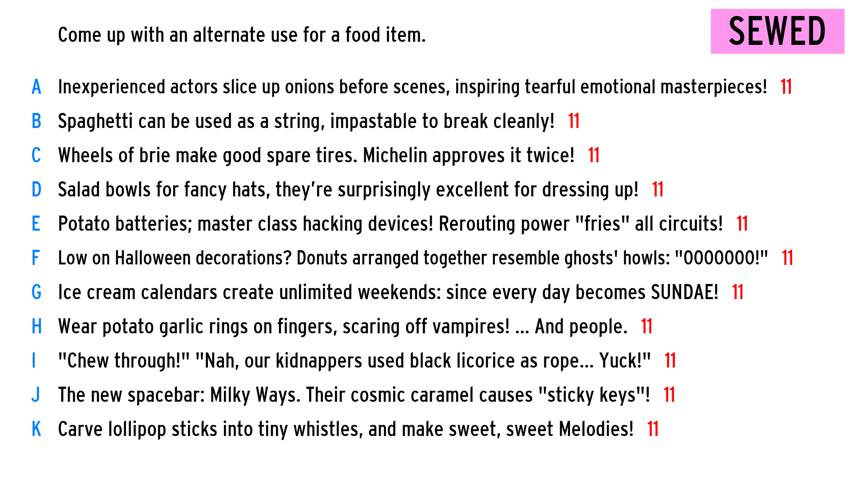 Come up with an alternate use for a food item.
SEWED
A Inexperienced actors slice up onions before scenes, inspiring tearful emotional masterpieces! 11
B Spaghetti can be used as a string, impastable to break cleanly! 11
C Wheels of brie make good spare tires. Michelin approves it twice! 11
D Salad bowls for fancy hats, they're surprisingly excellent for dressing up! 11
E Potato batteries; master class hacking devices! Rerouting power "fries" all circuits! 11
F Low on Halloween decorations? Donuts arranged together resemble ghosts' howls: "OOOOOOO!" 11
G Ice cream calendars create unlimited weekends: since every day becomes SUNDAE! 11
H Wear potato garlic rings on fingers, scaring off vampires! ... And people. 11
I "Chew through!" "Nah, our kidnappers used black licorice as rope... Yuck!" 11
J The new spacebar: Milky Ways. Their cosmic caramel causes "sticky keys"! 11
K Carve lollipop sticks into tiny whistles, and make sweet, sweet Melodies! 11